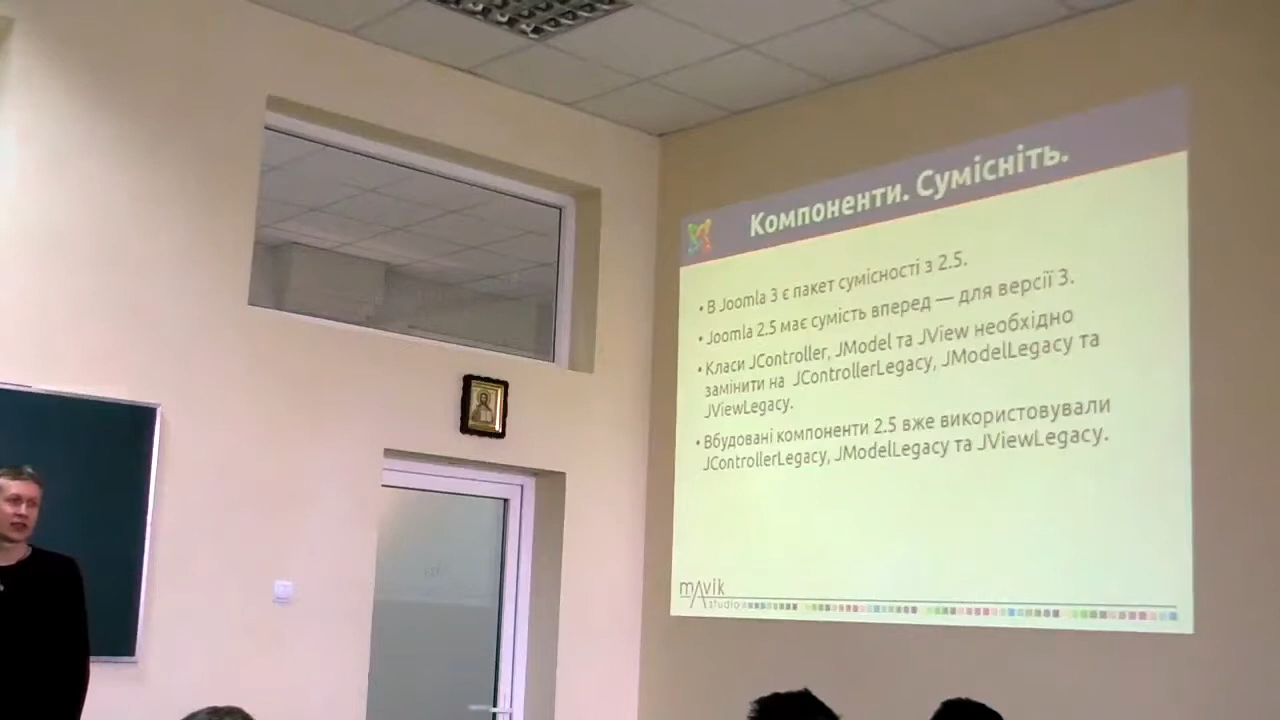 Компоненти. Сумісніть.
• В Joomla 3 є пакет сумісності з 2.5.
• Joomla 2.5 має сумість вперед — для версії 3.
• Класи JController, JModel та JView необхідно
замінити на JControllerLegacy, JModelLegacy та
JViewLegacy.
• Вбудовані компоненти 2.5 вже використовували
JControllerLegacy, JModelLegacy та JViewLegacy.
mAvik
studio